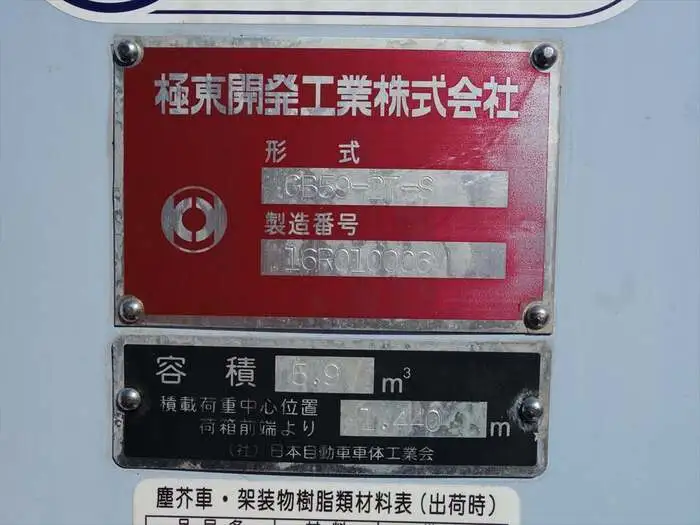 極東開発工業株式会社
形式
GB59-2T-S
製造番号
16R010006
容積 5.9 m³
積載荷重中心位置
荷箱前端より 1.40 m
(社)日本自動車車体工業会
塵芥車・架装物樹脂類材料表(出荷時)